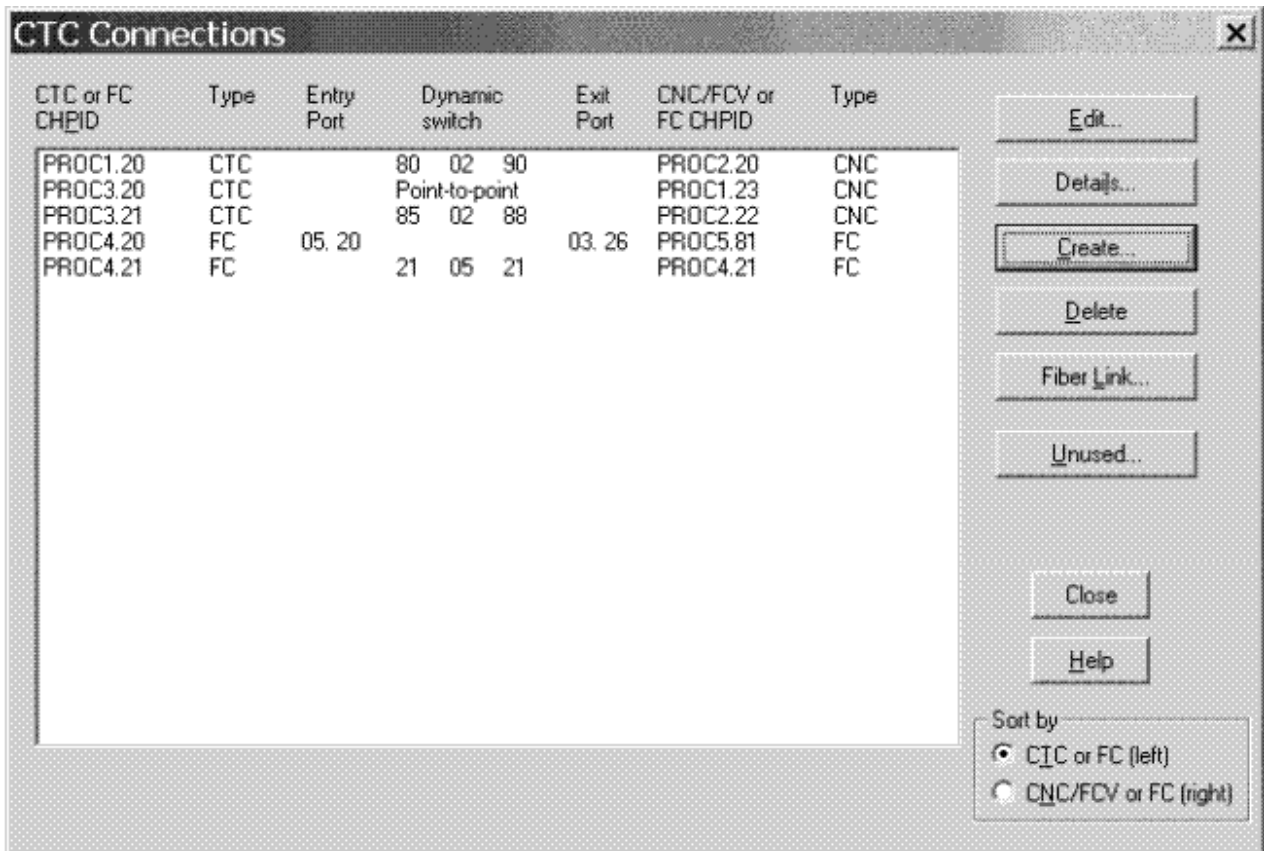 CTC Connections
CTC or FC CHPID Type Entry Port Dynamic switch Exit Port CNC/FCV or FC CHPID Type
PROC1.20 CTC 80 02 90 PROC2.20 CNC
PROC3.20 CTC Point-to-point PROC1.23 CNC
PROC3.21 CTC 85 02 88 PROC2.22 CNC
PROC4.20 FC 05. 20 03. 26 PROC5.81 FC
PROC4.21 FC 21 05 21 PROC4.21 FC
Edit...
Details...
Create...
Delete
Fiber Link...
Unused...
Close
Help
Sort by
CTC or FC (left)
CNC/FCV or FC (right)